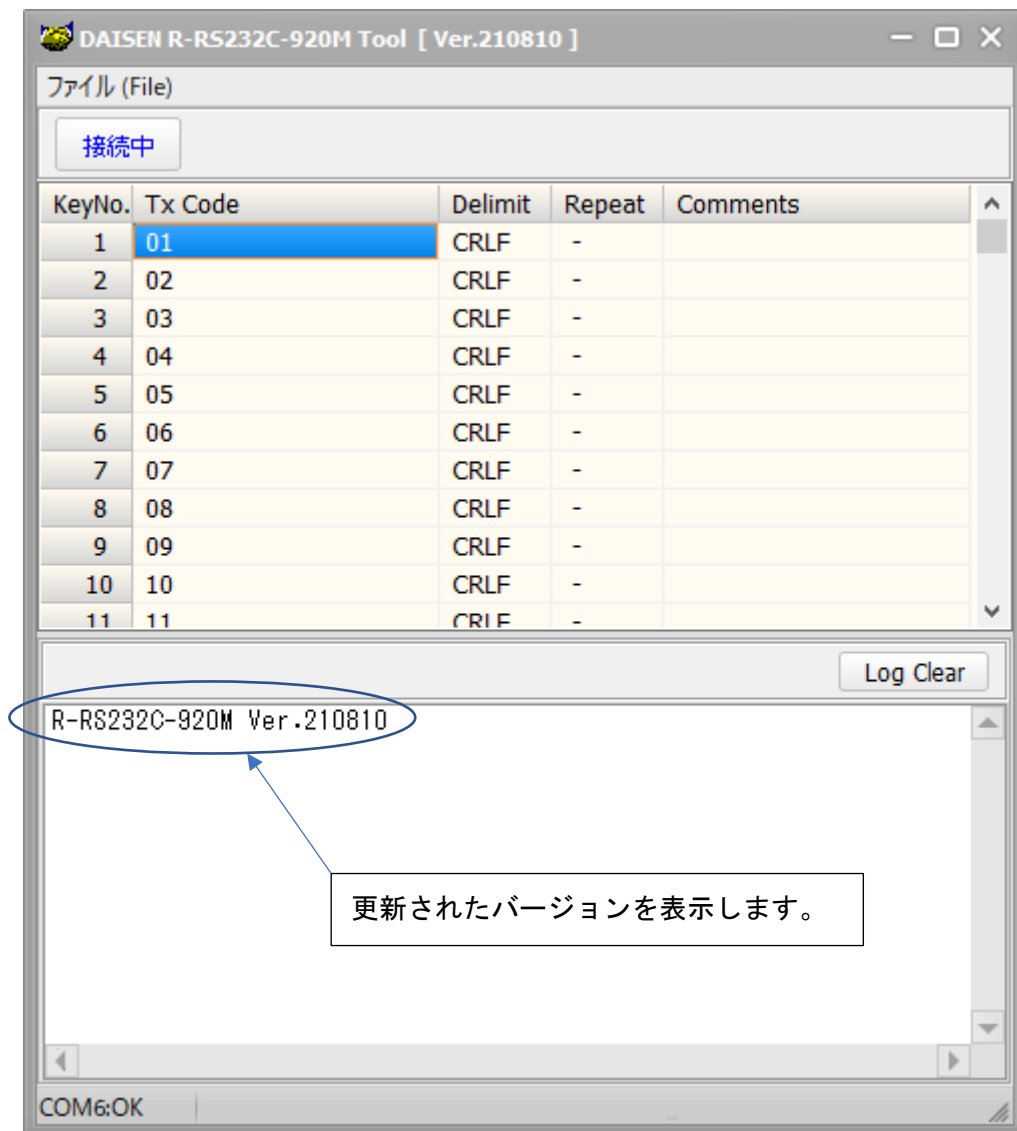 DAISEN R-RS232C-920M Tool [ Ver.210810 ]
ファイル (File)
接続中
KeyNo. Tx Code Delimit Repeat Comments
1 01 CRLF -
2 02 CRLF -
3 03 CRLF -
4 04 CRLF -
5 05 CRLF -
6 06 CRLF -
7 07 CRLF -
8 08 CRLF -
9 09 CRLF -
10 10 CRLF -
11 11 CRLF -
Log Clear
R-RS232C-920M Ver.210810
更新されたバージョンを表示します。
COM6:OK